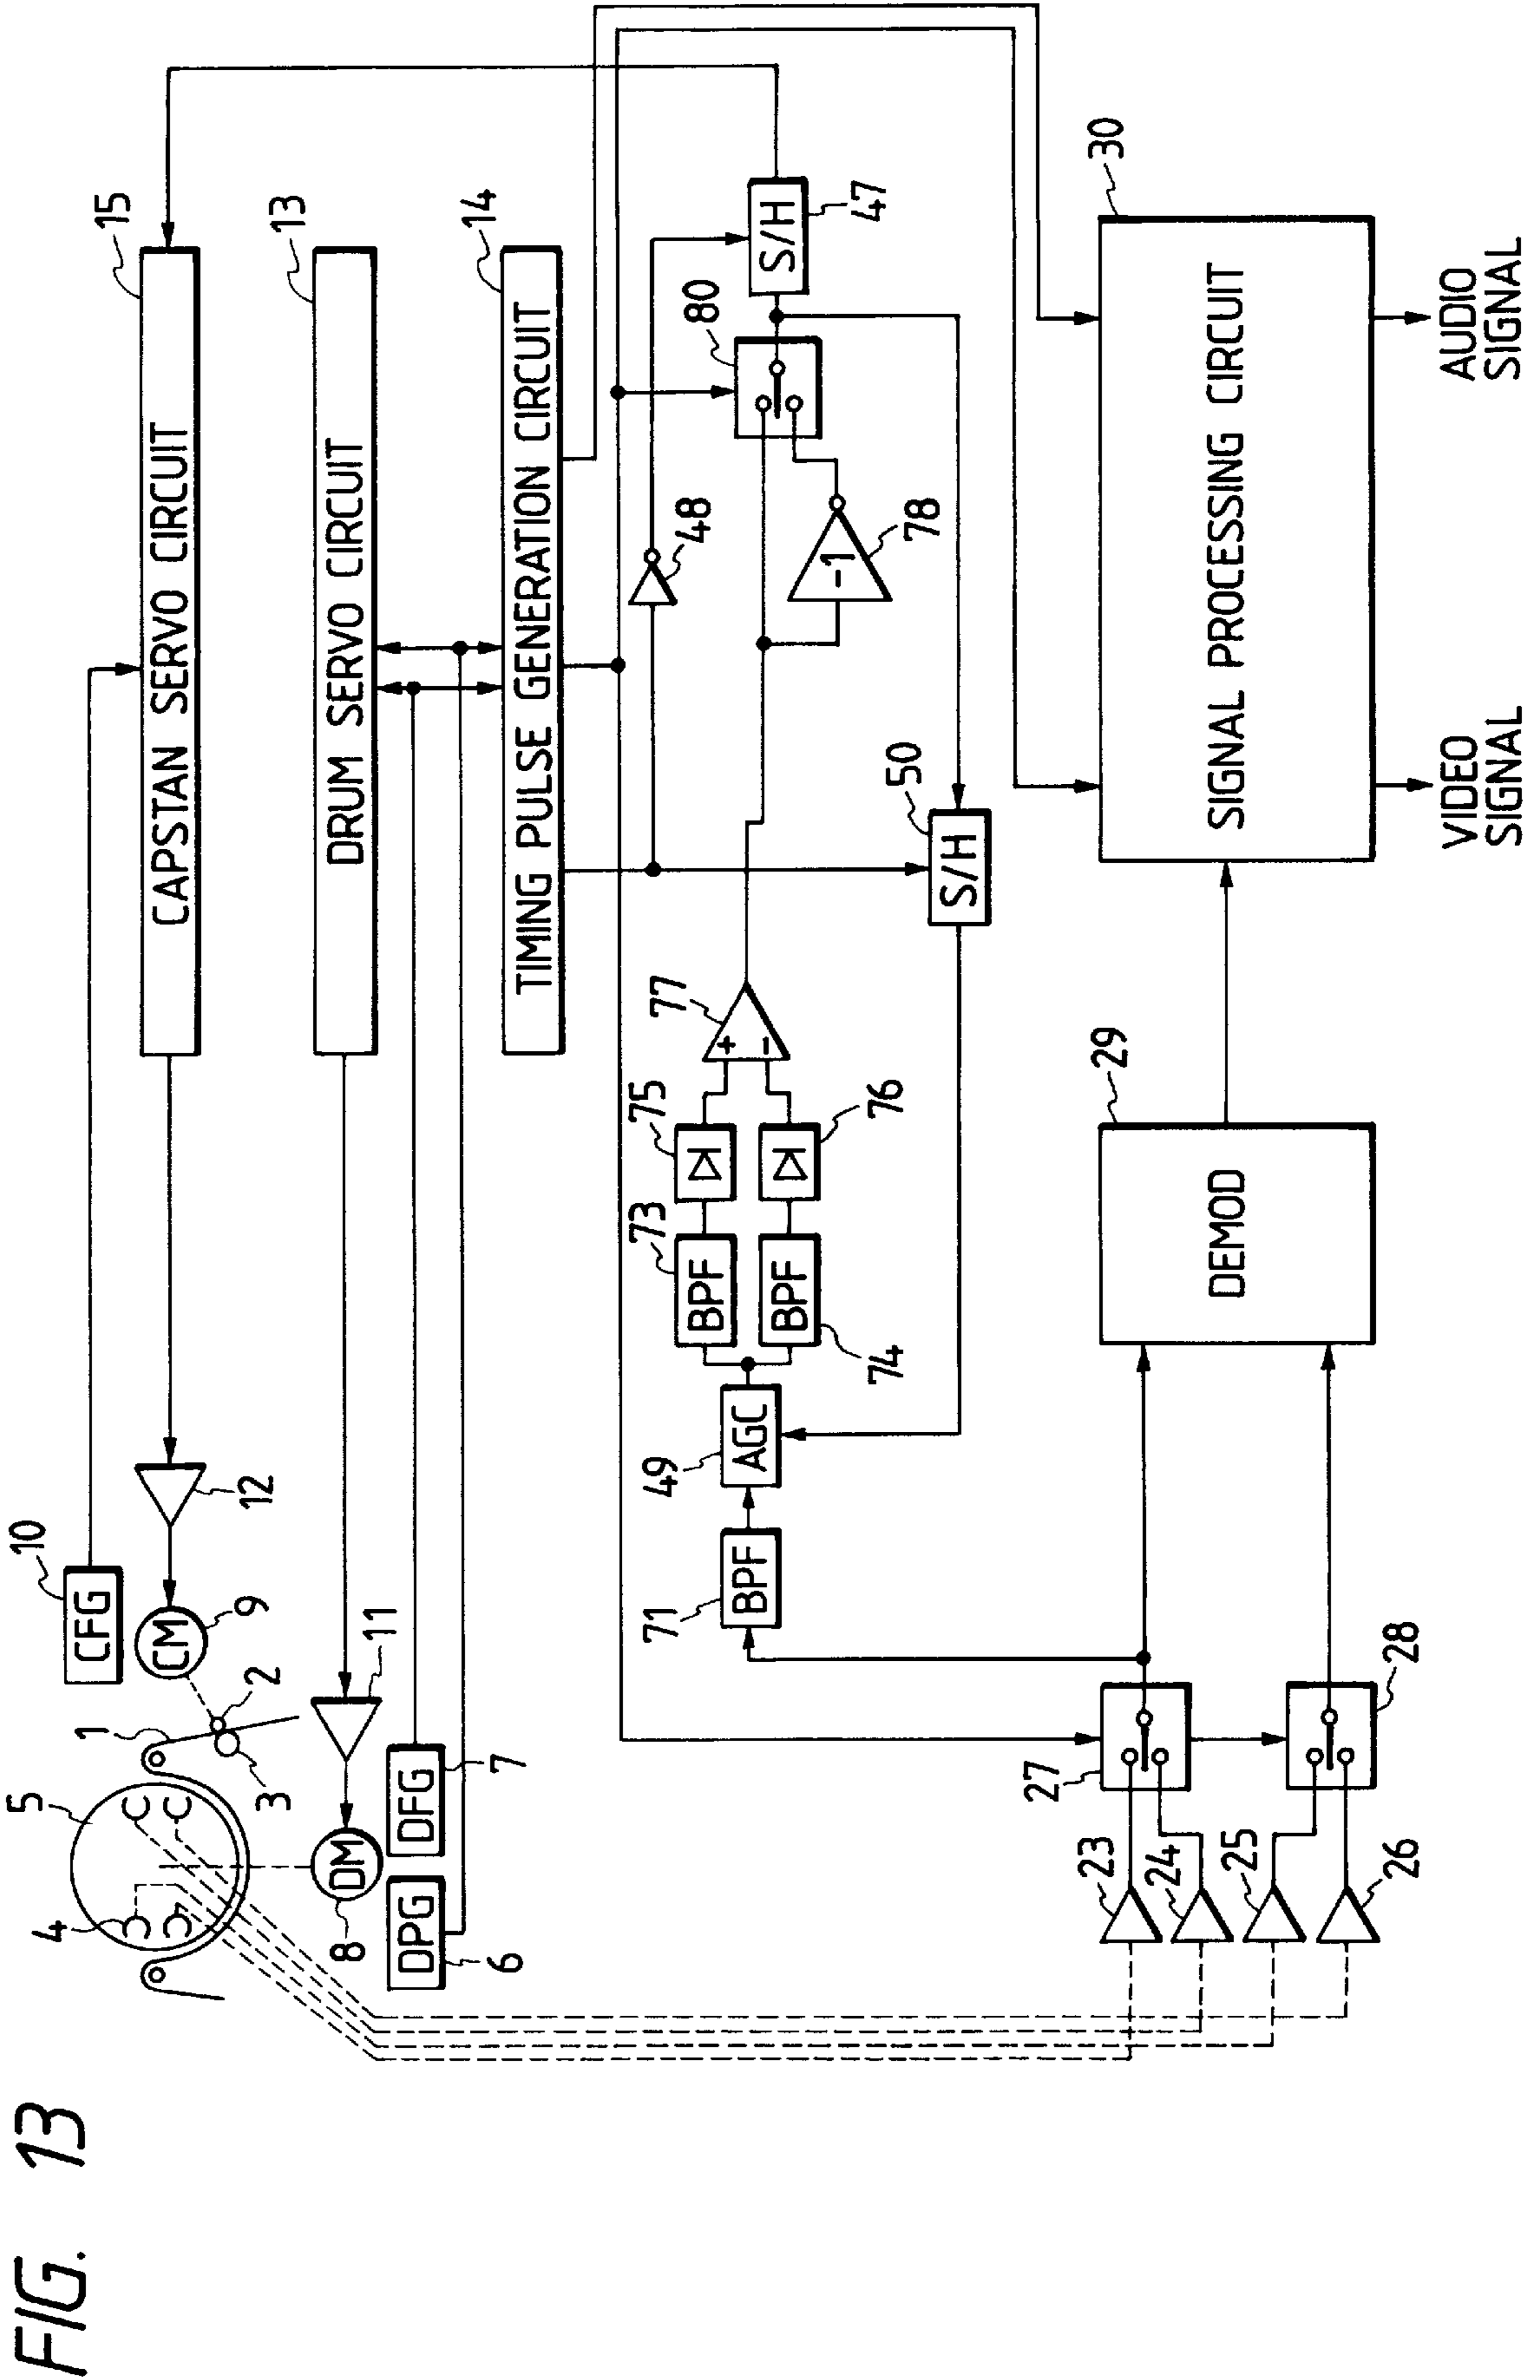 FIG. 13
5
4
1
2
3
10
CFG
CM
9
12
15
CAPSTAN SERVO CIRCUIT
DM
8
11
13
DRUM SERVO CIRCUIT
DPG
6
DFG
7
14
TIMING PULSE GENERATION CIRCUIT
48
71
BPF
49
AGC
73
BPF
75
BPF
74
76
77
+
-
-1
78
80
S/H
47
50
S/H
23
24
25
26
27
28
29
DEMOD
30
SIGNAL PROCESSING CIRCUIT
VIDEO
SIGNAL
AUDIO
SIGNAL